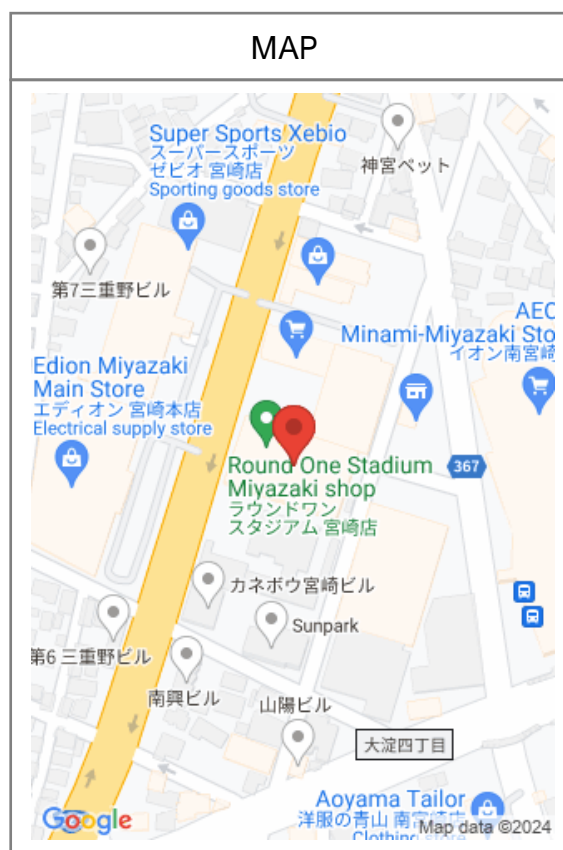 MAP
Super Sports Xebio
スーパースポーツ
ゼビオ 宮崎店
Sporting goods store
神宮ペット
第7三重野ビル
AEC
Minami-Miyazaki Sto
イオン南宮崎
Edion Miyazaki
Main Store
エディオン 宮崎本店
Electrical supply store
Round One Stadium
Miyazaki shop
ラウンドワン
スタジアム 宮崎店
367
カネボウ宮崎ビル
Sunpark
第6 三重野ビル
南興ビル
山陽ビル
大淀四丁目
Aoyama Tailor
洋服の青山 南宮崎店
Clothing store
Google
Map data ©2024